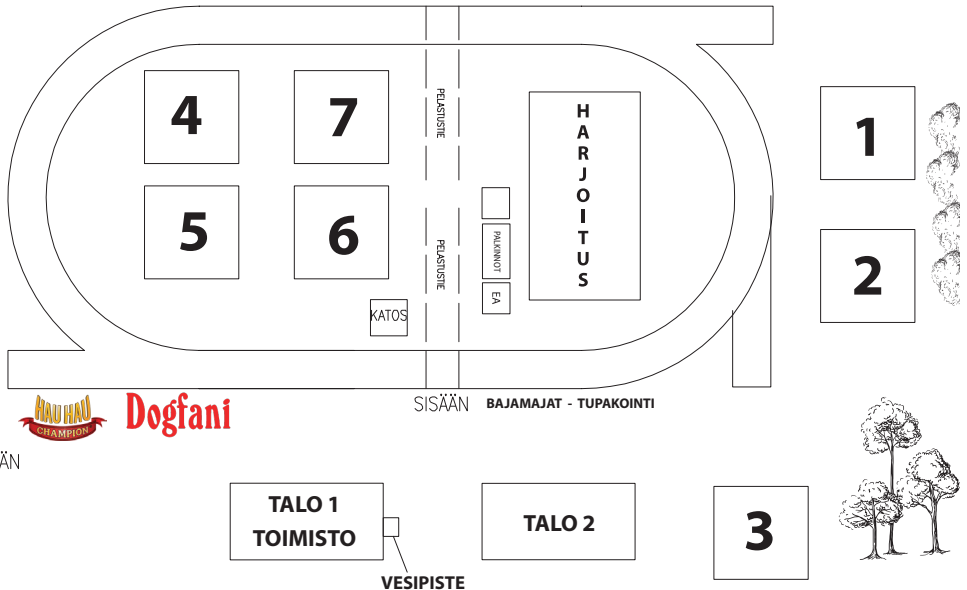 4
7
PELASTUSTIE
HARJOITUS
1
5
6
PELASTUSTIE
PALKINNOT
EA
2
KATOS
HAU HAU
CHAMPION
Dogfani
SISÄÄN
BAJAMAJAT - TUPAKOINTI
ÄN
TALO 1
TOIMISTO
TALO 2
3
VESIPISTE